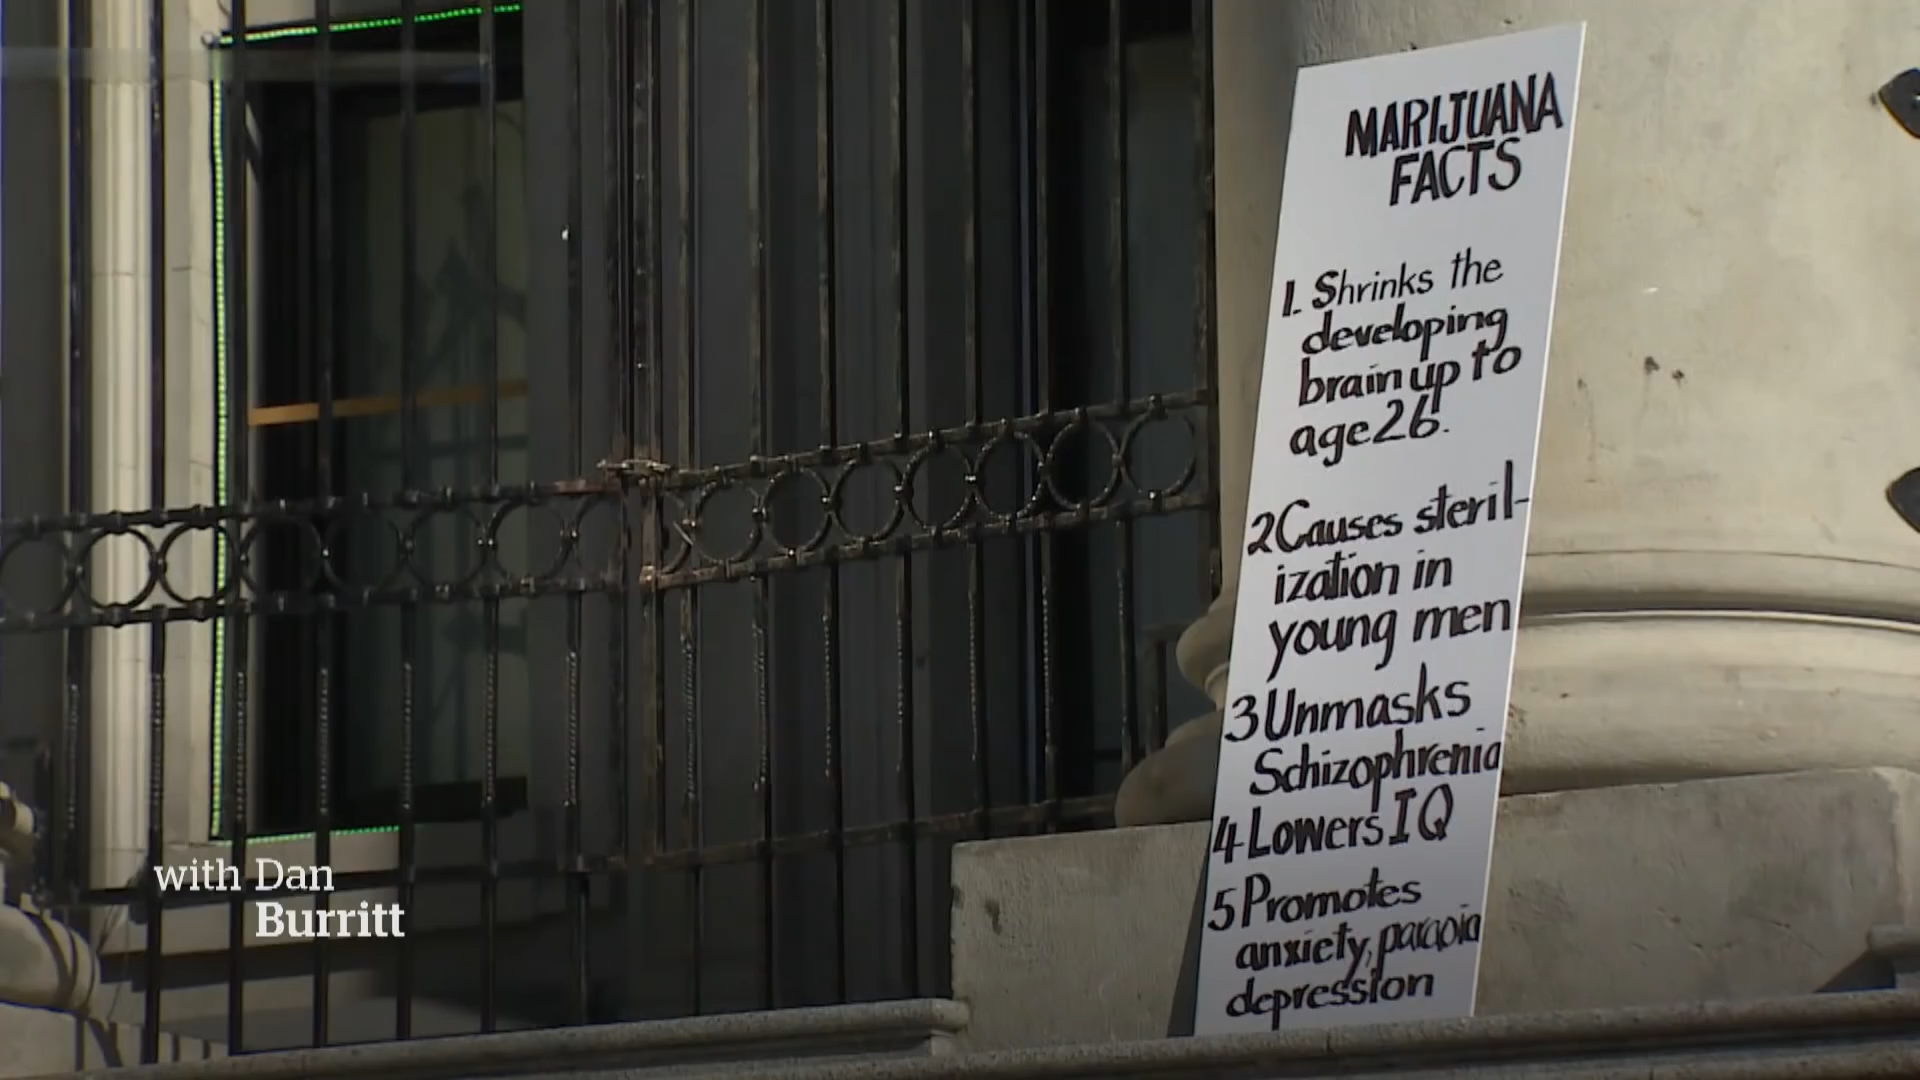 MARIJUANA
FACTS
1. Shrinks the
developing
brain up to
age 26.
2 Causes steril-
ization in
young men
3 Unmasks
Schizophrenia
4 Lowers IQ
5 Promotes
anxiety, paraoia
depression
with Dan
Burritt